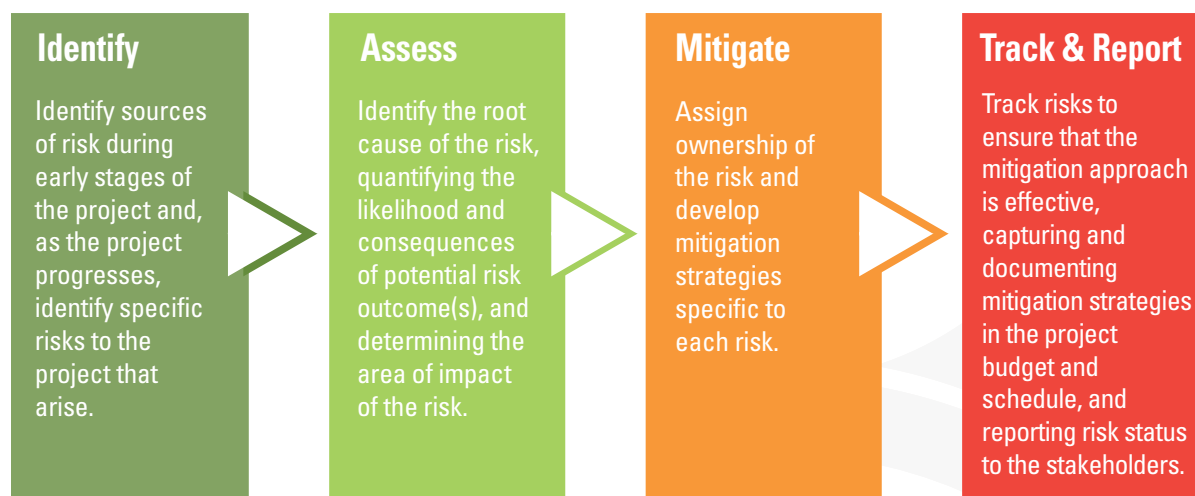 Identify
Identify sources
of risk during
early stages of
the project and,
as the project
progresses,
identify specific
risks to the
project that
arise.
Assess
Identify the root
cause of the risk,
quantifying the
likelihood and
consequences
of potential risk
outcome(s), and
determining the
area of impact
of the risk.
Mitigate
Assign
ownership of
the risk and
develop
mitigation
strategies
specific to
each risk.
Track & Report
Track risks to
ensure that the
mitigation approach
is effective,
capturing and
documenting
mitigation strategies
in the project
budget and
schedule, and
reporting risk status
to the stakeholders.